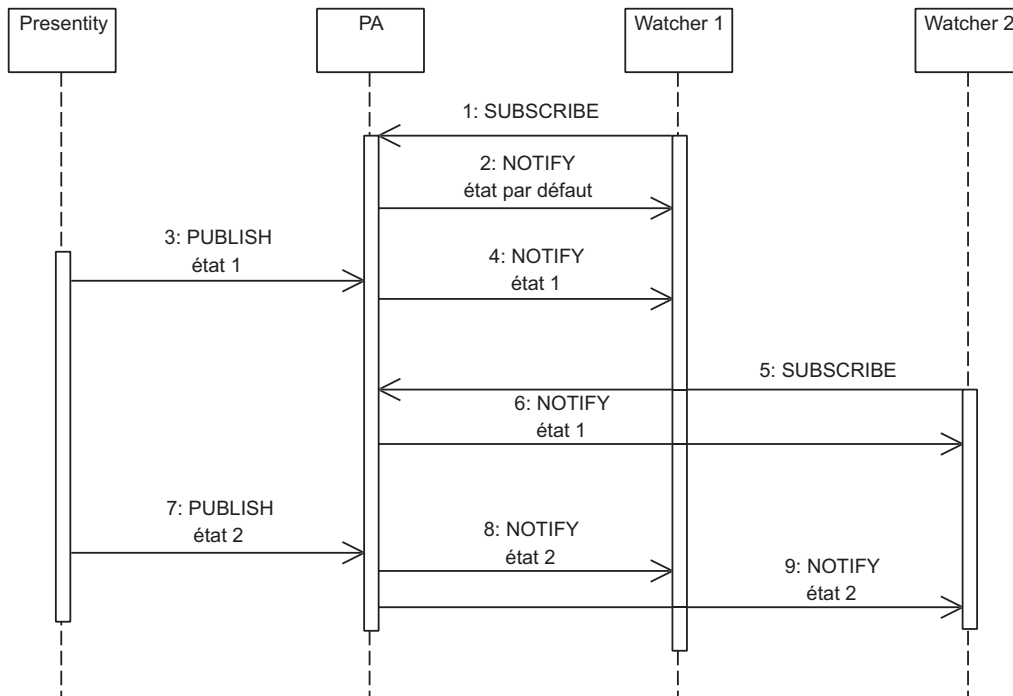 Presentity
PA
Watcher 1
Watcher 2
1: SUBSCRIBE
2: NOTIFY
état par défaut
3: PUBLISH
état 1
4: NOTIFY
état 1
5: SUBSCRIBE
6: NOTIFY
état 1
7: PUBLISH
état 2
8: NOTIFY
état 2
9: NOTIFY
état 2